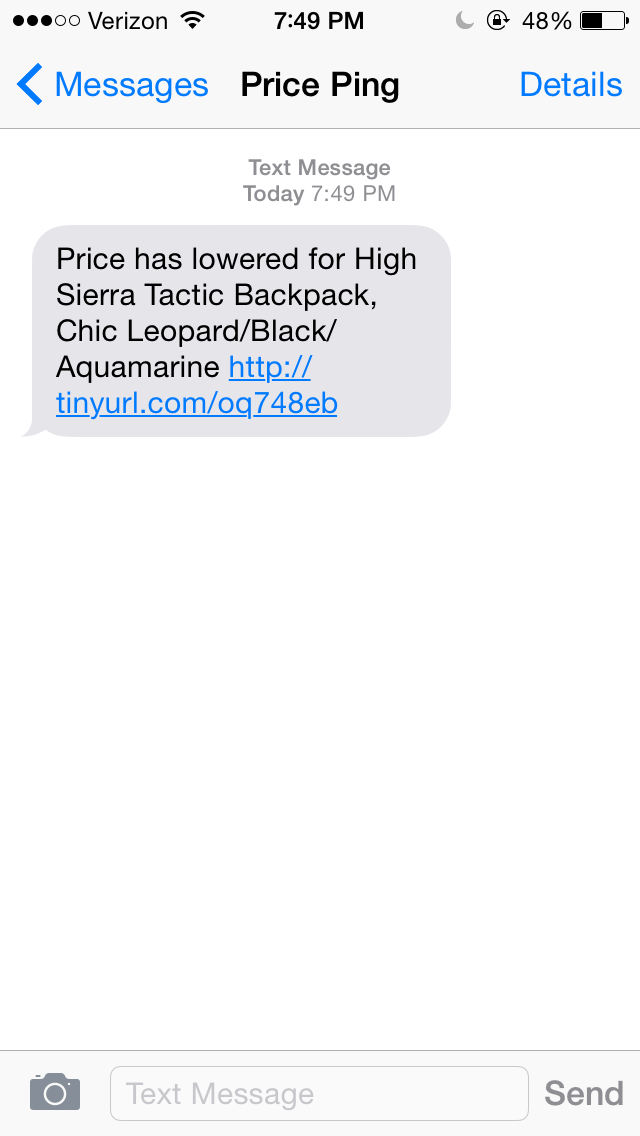 Verizon 7:49 PM 48%
Messages Price Ping Details
Text Message
Today 7:49 PM
Price has lowered for High
Sierra Tactic Backpack,
Chic Leopard/Black/
Aquamarine http://
tinyurl.com/oq748eb
Text Message Send